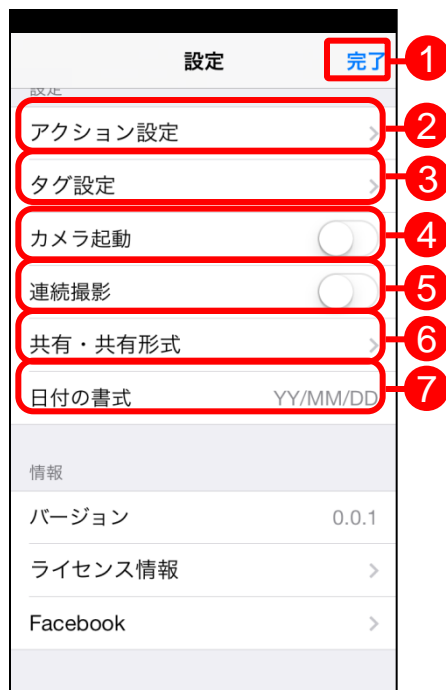 設定
完了
1
設定
アクション設定
2
タグ設定
3
カメラ起動
4
連続撮影
5
共有・共有形式
6
日付の書式 YY/MM/DD
7
情報
バージョン 0.0.1
ライセンス情報
Facebook